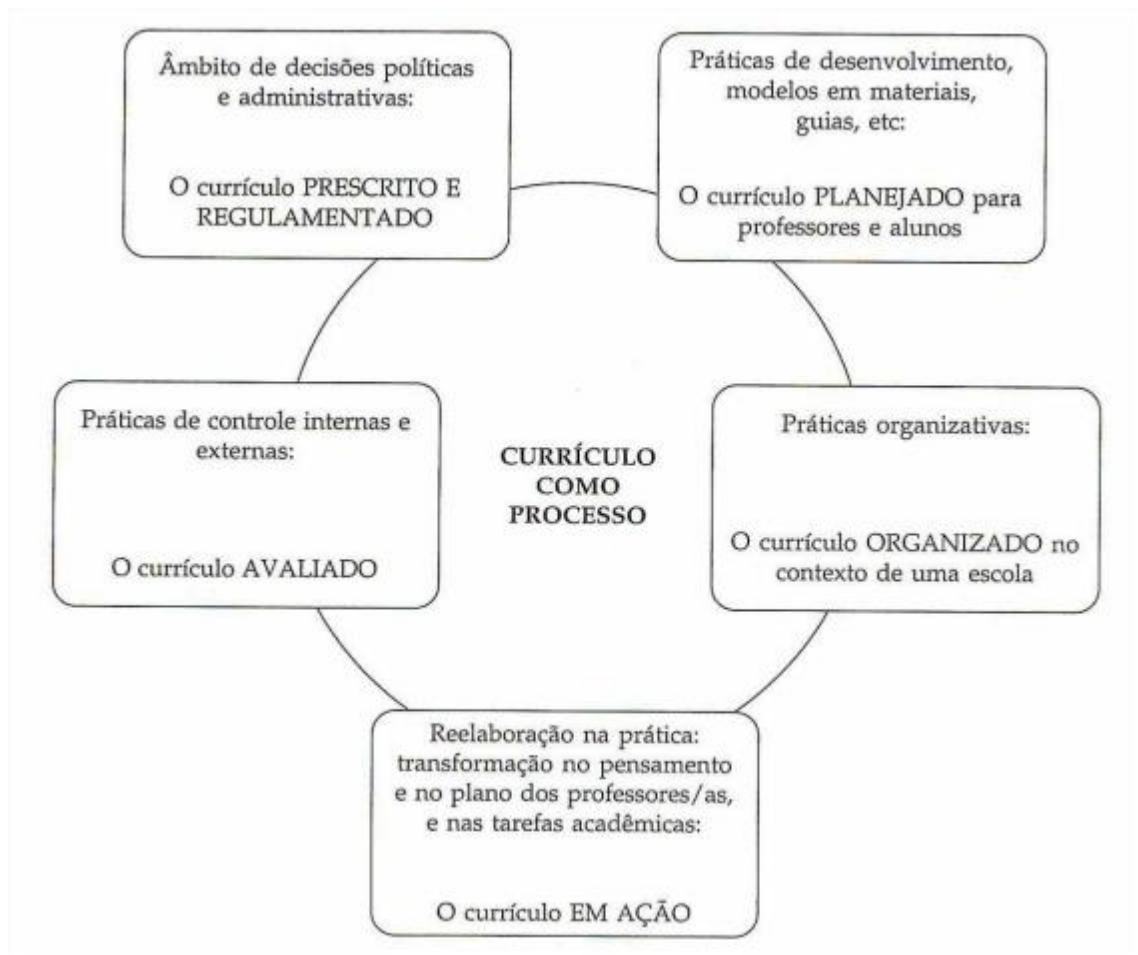 Âmbito de decisões políticas
e administrativas:
O currículo PRESCRITO E
REGULAMENTADO
Práticas de desenvolvimento,
modelos em materiais,
guias, etc:
O currículo PLANEJADO para
professores e alunos
Práticas de controle internas e
externas:
O currículo AVALIADO
CURRÍCULO
COMO
PROCESSO
Práticas organizativas:
O currículo ORGANIZADO no
contexto de uma escola
Reelaboração na prática:
transformação no pensamento
e no plano dos professores/as,
e nas tarefas acadêmicas:
O currículo EM AÇÃO